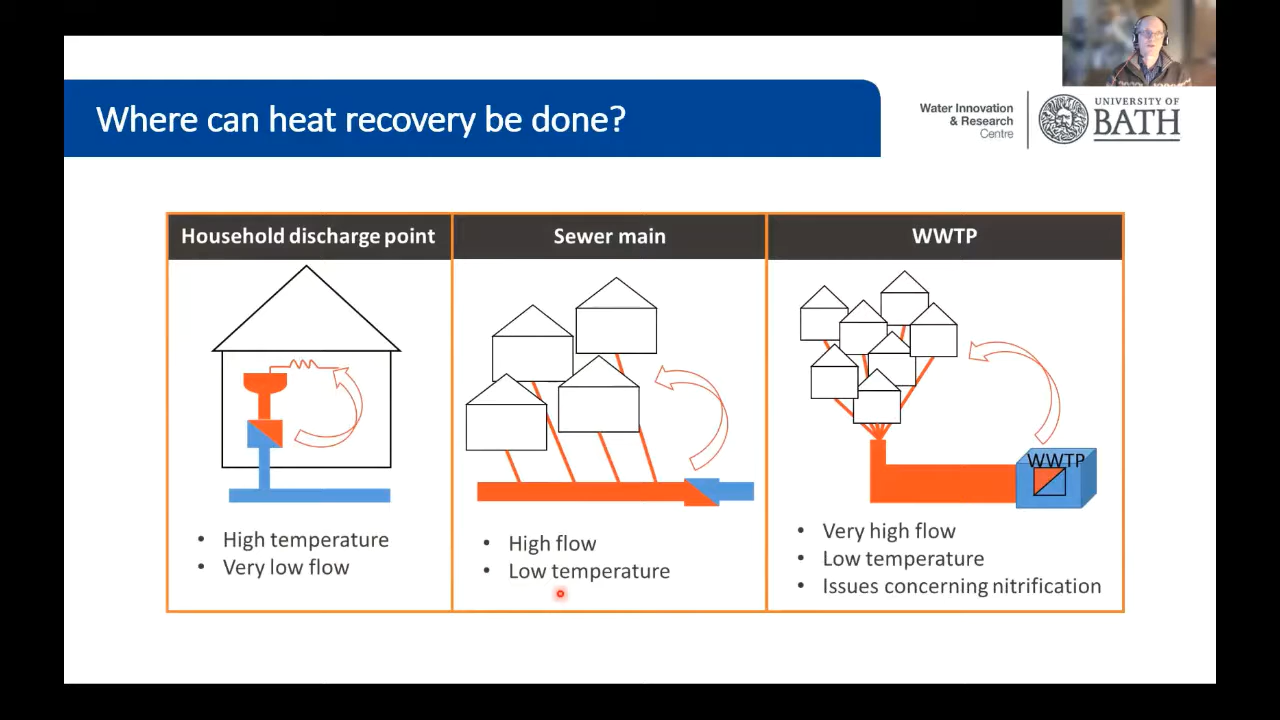 Where can heat recovery be done?
Water Innovation
& Research
Centre
UNIVERSITY OF
BATH
Household discharge point
Sewer main
WWTP
WWTP
• High temperature
• Very low flow
• High flow
• Low temperature
• Very high flow
• Low temperature
• Issues concerning nitrification